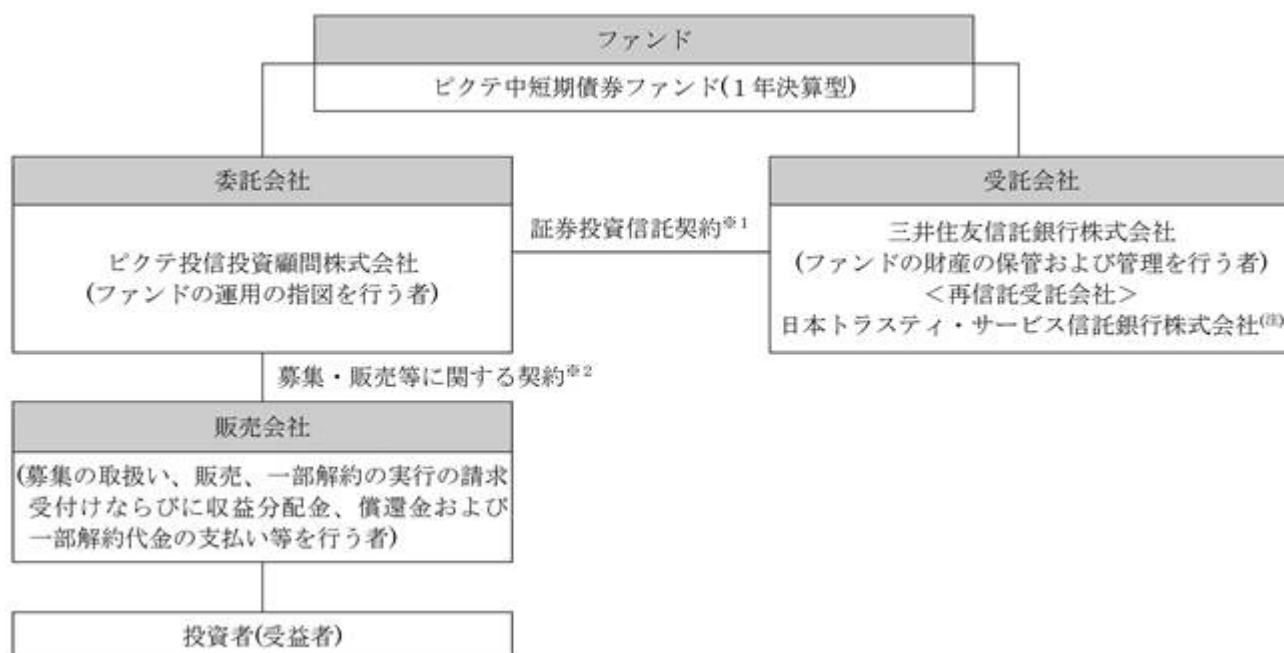 ファンド
ピクテ中短期債券ファンド(1年決算型)
委託会社
ピクテ投信投資顧問株式会社
(ファンドの運用の指図を行う者)
証券投資信託契約※1
受託会社
三井住友信託銀行株式会社
(ファンドの財産の保管および管理を行う者)
<再信託受託会社>
日本トラスティ・サービス信託銀行株式会社(注)
募集・販売等に関する契約※2
販売会社
(募集の取扱い、販売、一部解約の実行の請求
受付けならびに収益分配金、償還金および
一部解約代金の支払い等を行う者)
投資者(受益者)